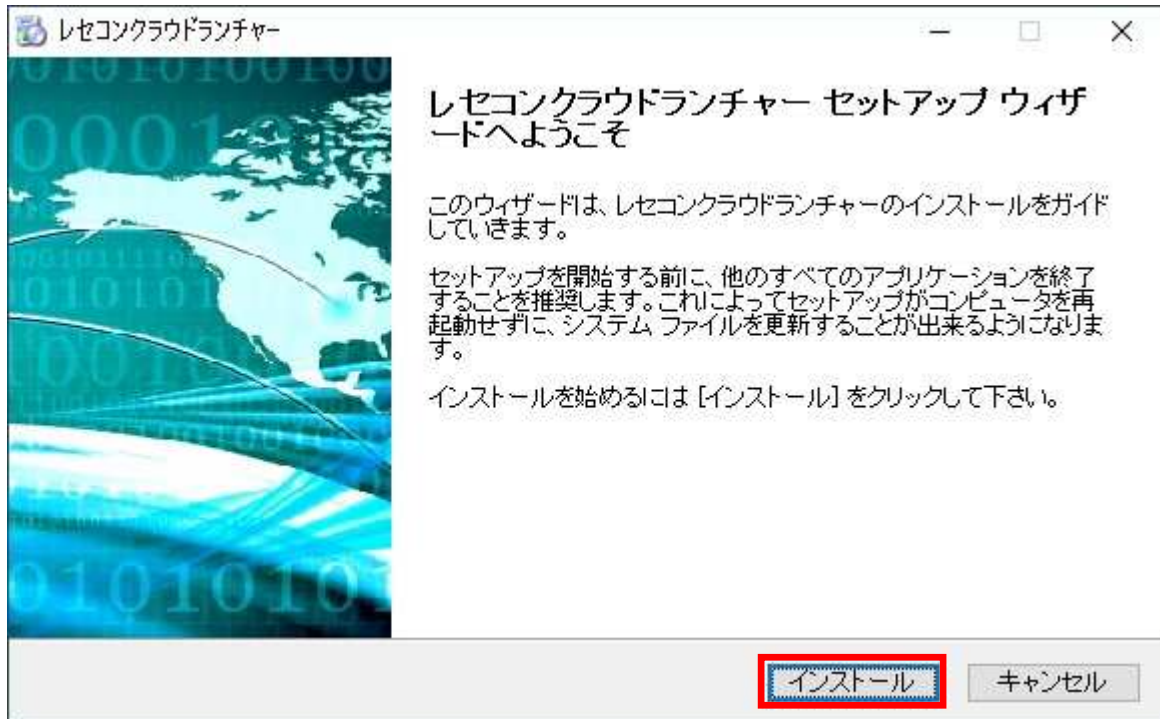 レセコンクラウドランチャー
レセコンクラウドランチャー セットアップ ウィザ
ードへようこそ
このウィザードは、レセコンクラウドランチャーのインストールをガイド
していきます。
セットアップを開始する前に、他のすべてのアプリケーションを終了
することを推奨します。これによってセットアップがコンピュータを再
起動せずに、システム ファイルを更新することが出来るようになりま
す。
インストールを始めるには [インストール] をクリックして下さい。
インストール
キャンセル